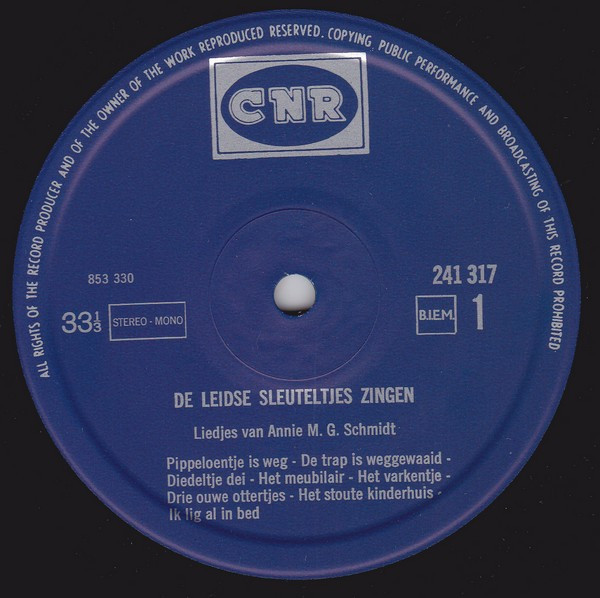 ALL RIGHTS OF THE RECORD PRODUCER AND OF THE OWNER OF THE WORK REPRODUCED RESERVED. COPYING, PUBLIC PERFORMANCE AND BROADCASTING OF THIS RECORD PROHIBITED
CNR
853 330
241 317
33⅓ STEREO - MONO
B.I.E.M. 1
DE LEIDSE SLEUTELTJES ZINGEN
Liedjes van Annie M. G. Schmidt
Pippeloentje is weg - De trap is weggewaaid -
Diedeltje dei - Het meubilair - Het varkentje -
Drie ouwe ottertjes - Het stoute kinderhuis -
Ik lig al in bed